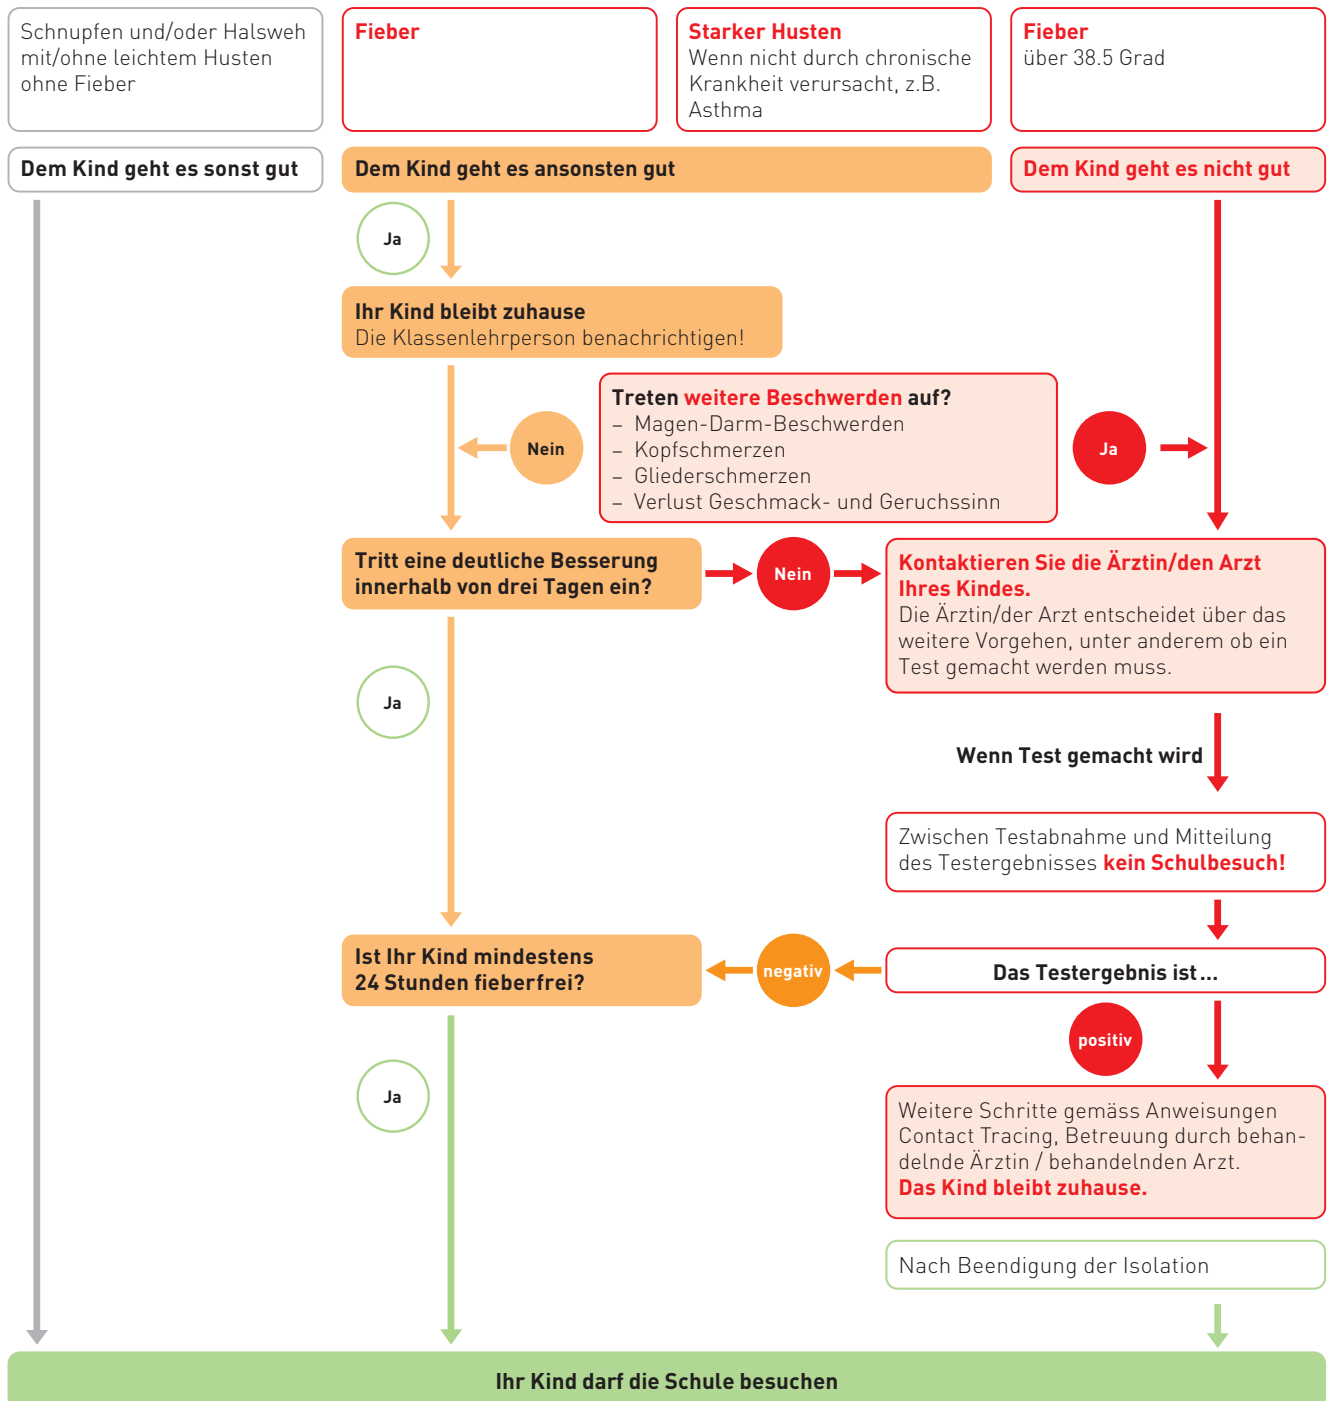 Schnupfen und/oder Halsweh
mit/ohne leichtem Husten
ohne Fieber
Fieber
Starker Husten
Wenn nicht durch chronische
Krankheit verursacht, z.B.
Asthma
Fieber
über 38.5 Grad
Dem Kind geht es sonst gut
Dem Kind geht es ansonsten gut
Dem Kind geht es nicht gut
Ja
Ihr Kind bleibt zuhause
Die Klassenlehrperson benachrichtigen!
Treten weitere Beschwerden auf?
– Magen-Darm-Beschwerden
– Kopfschmerzen
– Gliederschmerzen
– Verlust Geschmack- und Geruchssinn
Nein
Ja
Tritt eine deutliche Besserung
innerhalb von drei Tagen ein?
Nein
Kontaktieren Sie die Ärztin/den Arzt
Ihres Kindes.
Die Ärztin/der Arzt entscheidet über das
weitere Vorgehen, unter anderem ob ein
Test gemacht werden muss.
Ja
Wenn Test gemacht wird
Zwischen Testabnahme und Mitteilung
des Testergebnisses kein Schulbesuch!
Ist Ihr Kind mindestens
24 Stunden fieberfrei?
negativ
Das Testergebnis ist...
positiv
Ja
Weitere Schritte gemäss Anweisungen
Contact Tracing, Betreuung durch behan-
delnde Ärztin / behandelnden Arzt.
Das Kind bleibt zuhause.
Nach Beendigung der Isolation
Ihr Kind darf die Schule besuchen